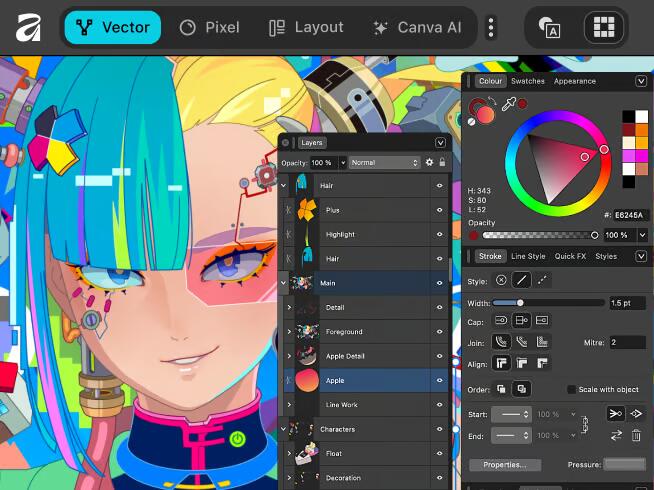 Vector
Pixel
Layout
Canva AI
A
Layers
Opacity: 100 % Normal
Hair
Plus
Highlight
Hair
Main
Detail
Foreground
Apple Detail
Apple
Line Work
Characters
Float
Decoration
Colour Swatches Appearance
H: 343
S: 80
L: 52
#: E6245A
Opacity
100 %
Stroke Line Style Quick FX Styles
Style:
Width: 1.5 pt
Cap:
Join: Mitre: 2
Align:
Order: Scale with object
Start: 100 %
End: 100 %
Properties... Pressure: